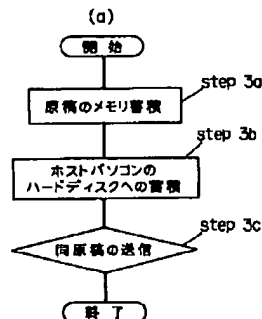 (a)
開 始
step 3a
原稿のメモリ蓄積
step 3b
ホストパソコンの
ハードディスクへの蓄積
step 3c
同原稿の送信
終 了